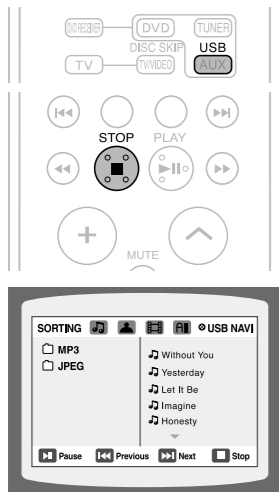 DVD RECEIVER DVD TUNER
DISC SKIP USB
TV TV/VIDEO AUX
STOP PLAY
MUTE
SORTING USB NAVI
MP3
JPEG
Without You
Yesterday
Let It Be
Imagine
Honesty
Pause Previous Next Stop